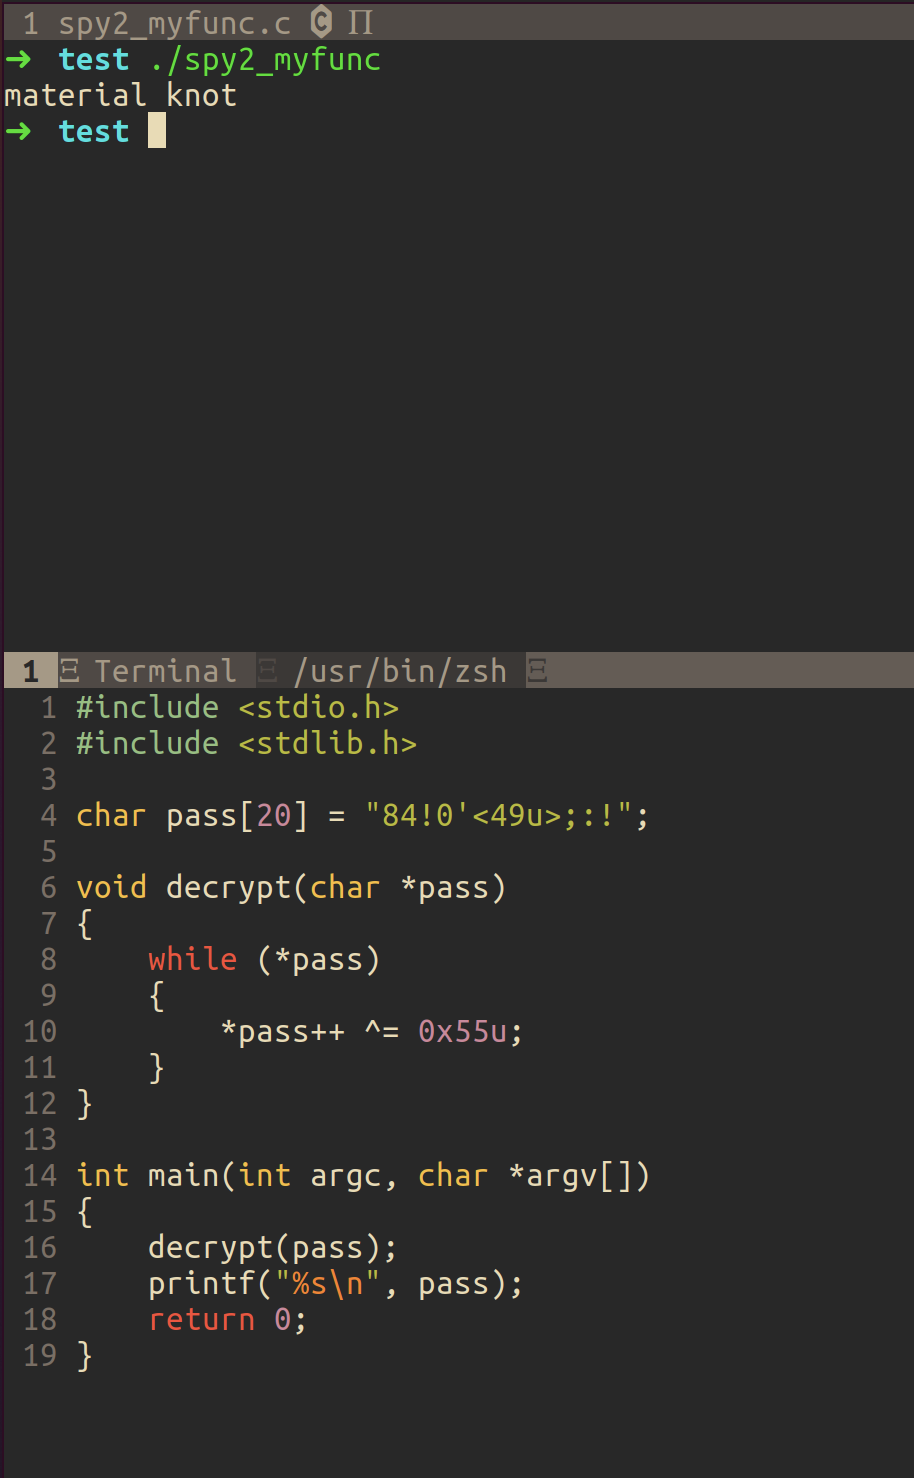 1 spy2_myfunc.c C Π
➜ test ./spy2_myfunc
material knot
➜ test
1 Ξ Terminal Ξ /usr/bin/zsh Ξ
1 #include <stdio.h>
2 #include <stdlib.h>
3
4 char pass[20] = "84!0'<49u>;:!";
5
6 void decrypt(char *pass)
7 {
8     while (*pass)
9     {
10         *pass++ ^= 0x55u;
11     }
12 }
13
14 int main(int argc, char *argv[])
15 {
16     decrypt(pass);
17     printf("%s\n", pass);
18     return 0;
19 }